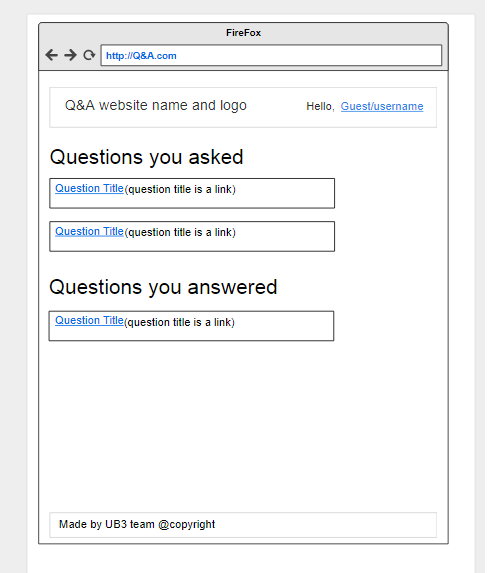 FireFox
http://Q&A.com
Q&A website name and logo
Hello, Guest/username
Questions you asked
Question Title(question title is a link)
Question Title(question title is a link)
Questions you answered
Question Title(question title is a link)
Made by UB3 team @copyright